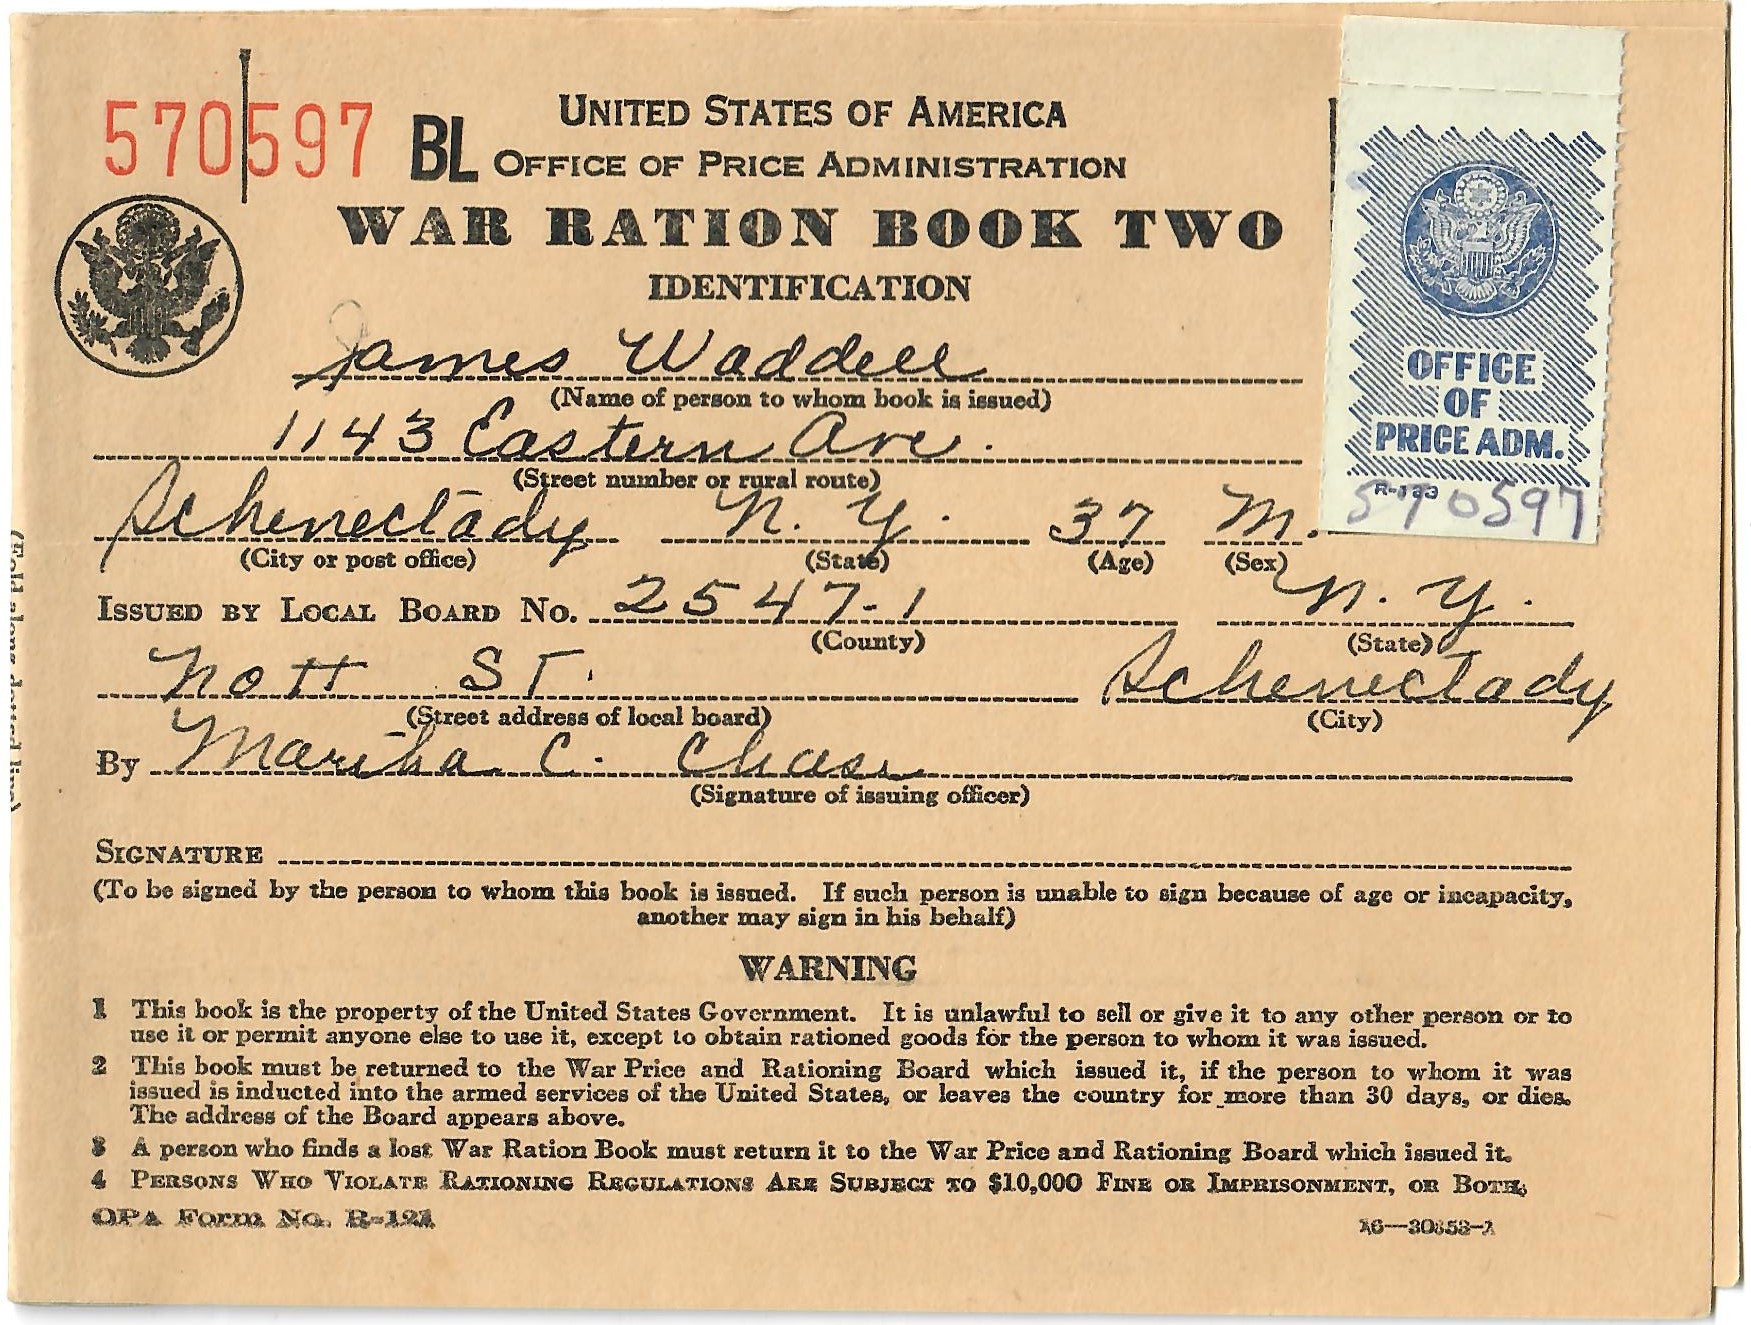 570597 BL
UNITED STATES OF AMERICA
OFFICE OF PRICE ADMINISTRATION
WAR RATION BOOK TWO
IDENTIFICATION
James Waddell
(Name of person to whom book is issued)
1143 Eastern Ave.
(Street number or rural route)
Schenectady N. Y. 37 M.
(City or post office) (State) (Age) (Sex)
ISSUED BY LOCAL BOARD NO. 2547-1 N. Y.
(County) (State)
Nott ST. Schenectady
(Street address of local board) (City)
By Martha C. Chase
(Signature of issuing officer)
SIGNATURE
(To be signed by the person to whom this book is issued. If such person is unable to sign because of age or incapacity,
another may sign in his behalf)
WARNING
1 This book is the property of the United States Government. It is unlawful to sell or give it to any other person or to
use it or permit anyone else to use it, except to obtain rationed goods for the person to whom it was issued.
2 This book must be returned to the War Price and Rationing Board which issued it, if the person to whom it was
issued is inducted into the armed services of the United States, or leaves the country for more than 30 days, or dies.
The address of the Board appears above.
3 A person who finds a lost War Ration Book must return it to the War Price and Rationing Board which issued it.
4 PERSONS WHO VIOLATE RATIONING REGULATIONS ARE SUBJECT TO $10,000 FINE OR IMPRISONMENT, OR BOTH.
OPA Form No. R-121
OFFICE
OF
PRICE ADM.
570597
(Fold along dotted line)